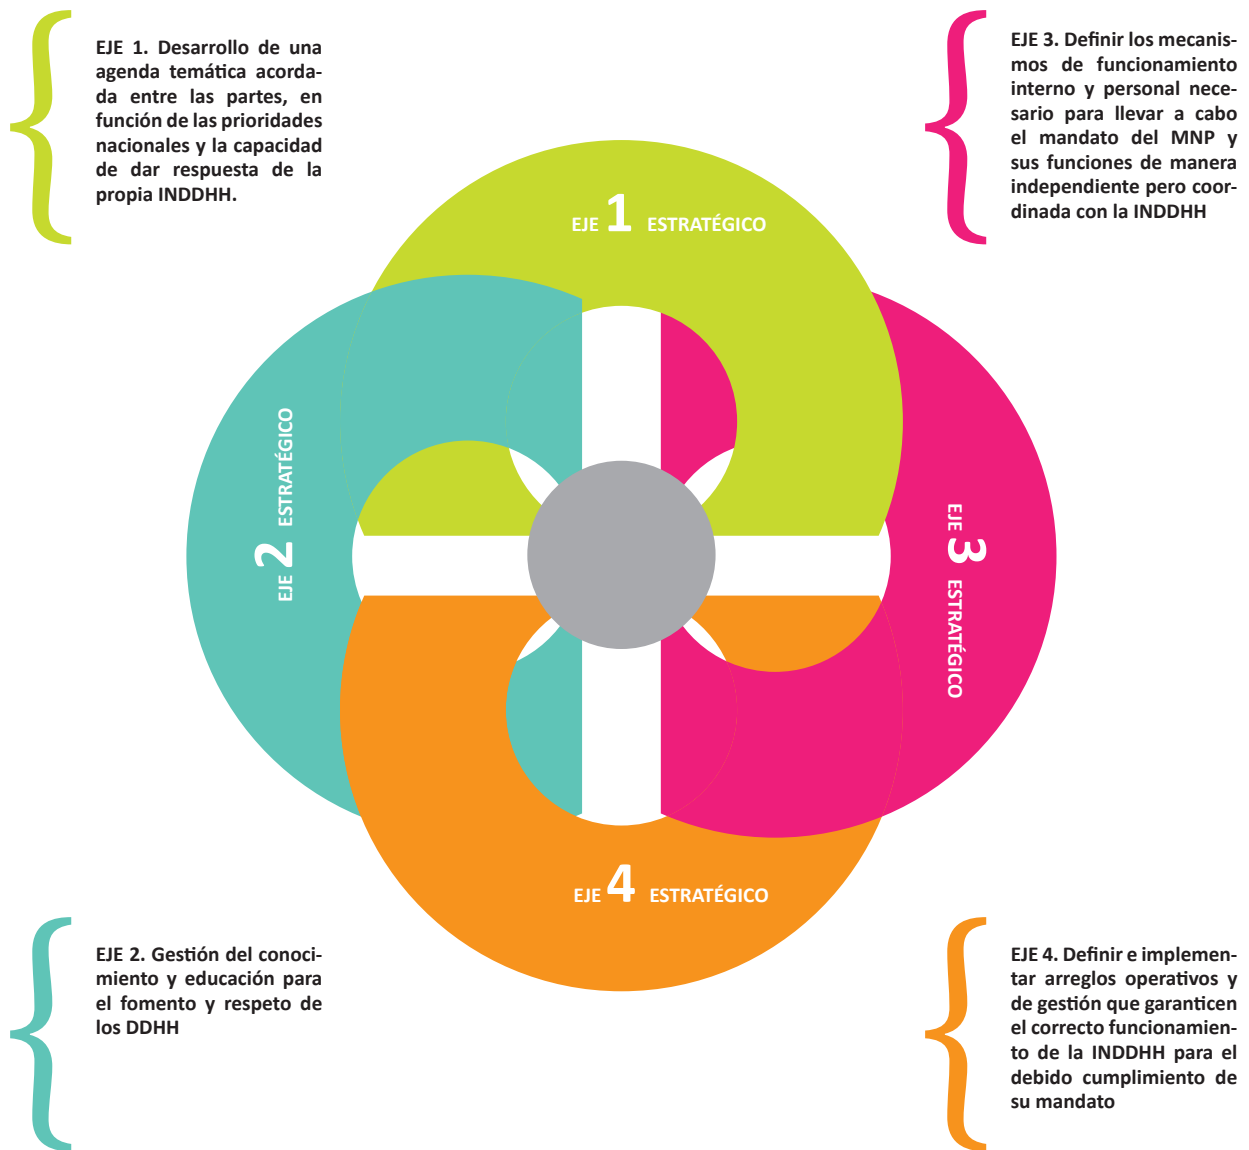 EJE 1. Desarrollo de una
agenda temática acorda-
da entre las partes, en
función de las prioridades
nacionales y la capacidad
de dar respuesta de la
propia INDDHH.
EJE 3. Definir los mecanis-
mos de funcionamiento
interno y personal nece-
sario para llevar a cabo
el mandato del MNP y
sus funciones de manera
independiente pero coor-
dinada con la INDDHH
EJE 1 ESTRATÉGICO
EJE 2 ESTRATÉGICO
EJE 3 ESTRATÉGICO
EJE 4 ESTRATÉGICO
EJE 2. Gestión del conoci-
miento y educación para
el fomento y respeto de
los DDHH
EJE 4. Definir e implemen-
tar arreglos operativos y
de gestión que garanticen
el correcto funcionamien-
to de la INDDHH para el
debido cumplimiento de
su mandato